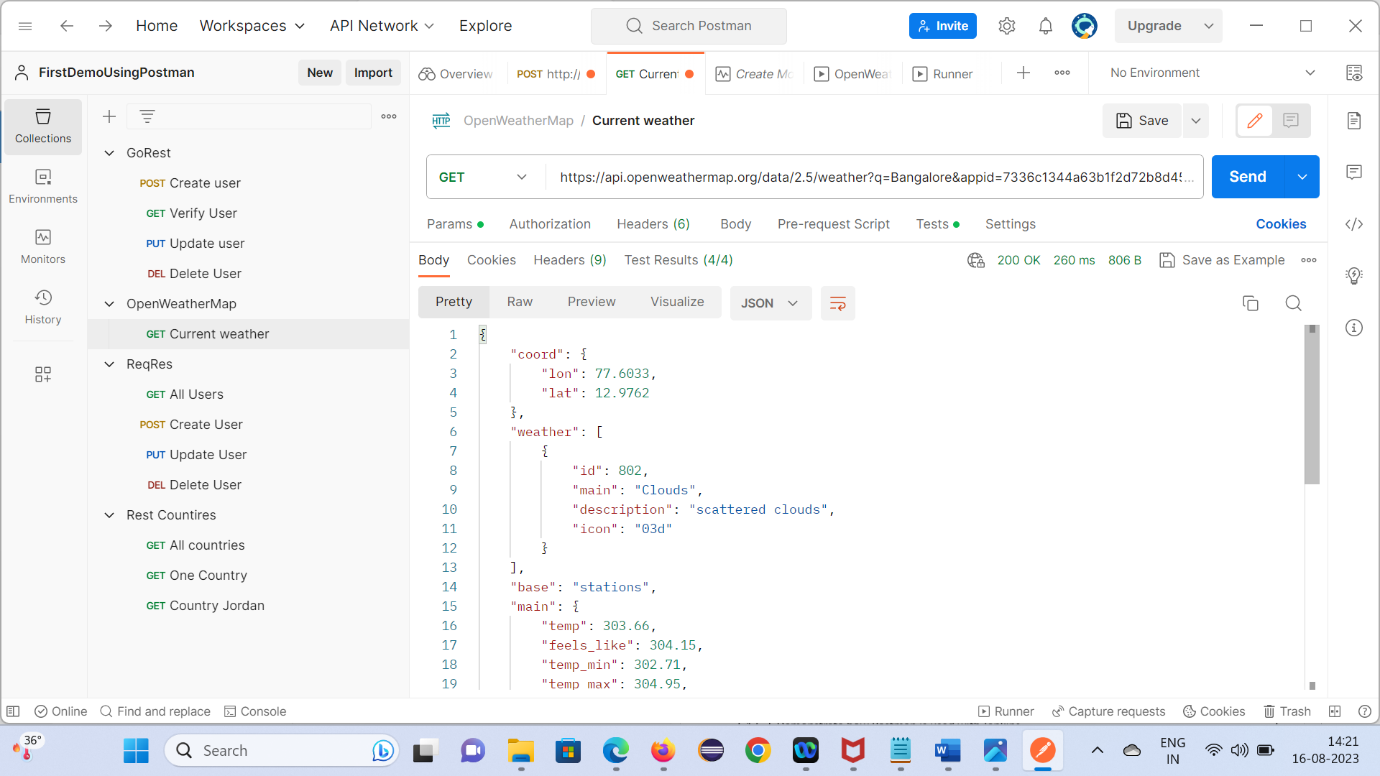 Home Workspaces API Network Explore Search Postman Invite Upgrade
FirstDemoUsingPostman New Import Overview POST http:/ GET Current Create Mo OpenWeat Runner No Environment
Collections
Environments
Monitors
History
GoRest
POST Create user
GET Verify User
PUT Update user
DEL Delete User
OpenWeatherMap
GET Current weather
ReqRes
GET All Users
POST Create User
PUT Update User
DEL Delete User
Rest Countires
GET All countries
GET One Country
GET Country Jordan
HTTP OpenWeatherMap / Current weather Save
GET https://api.openweathermap.org/data/2.5/weather?q=Bangalore&appid=7336c1344a63b1f2d72b8d45... Send
Params Authorization Headers (6) Body Pre-request Script Tests Settings Cookies
Body Cookies Headers (9) Test Results (4/4) 200 OK 260 ms 806 B Save as Example
Pretty Raw Preview Visualize JSON
1 {
2 "coord": {
3 "lon": 77.6033,
4 "lat": 12.9762
5 },
6 "weather": [
7 {
8 "id": 802,
9 "main": "Clouds",
10 "description": "scattered clouds",
11 "icon": "03d"
12 }
13 ],
14 "base": "stations",
15 "main": {
16 "temp": 303.66,
17 "feels_like": 304.15,
18 "temp_min": 302.71,
19 "temp_max": 304.95,
Online Find and replace Console Runner Capture requests Cookies Trash
36° Search ENG 14:21
IN 16-08-2023